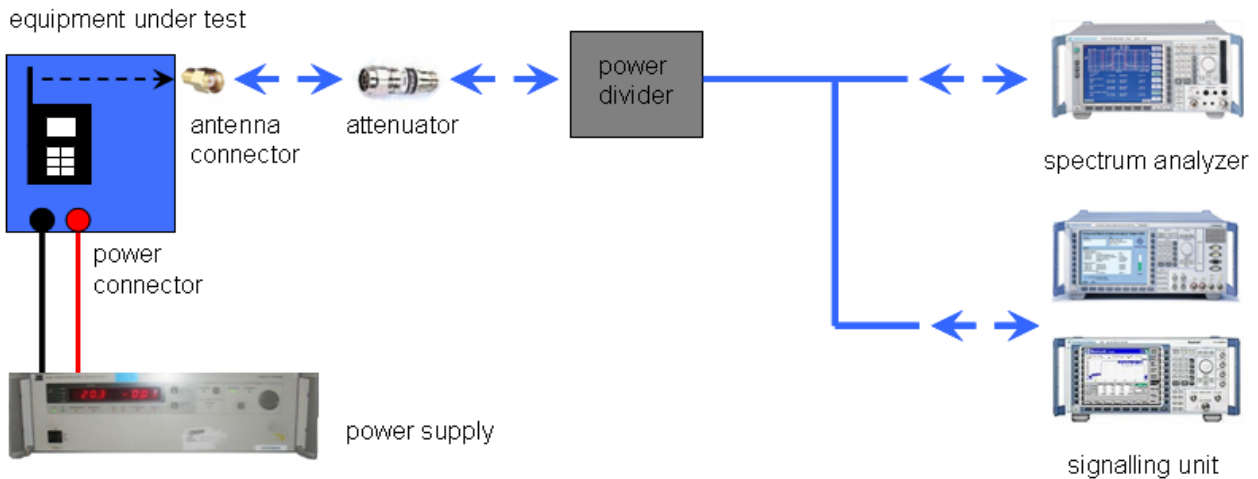 equipment under test
antenna
connector
attenuator
power
divider
spectrum analyzer
power
connector
power supply
signalling unit